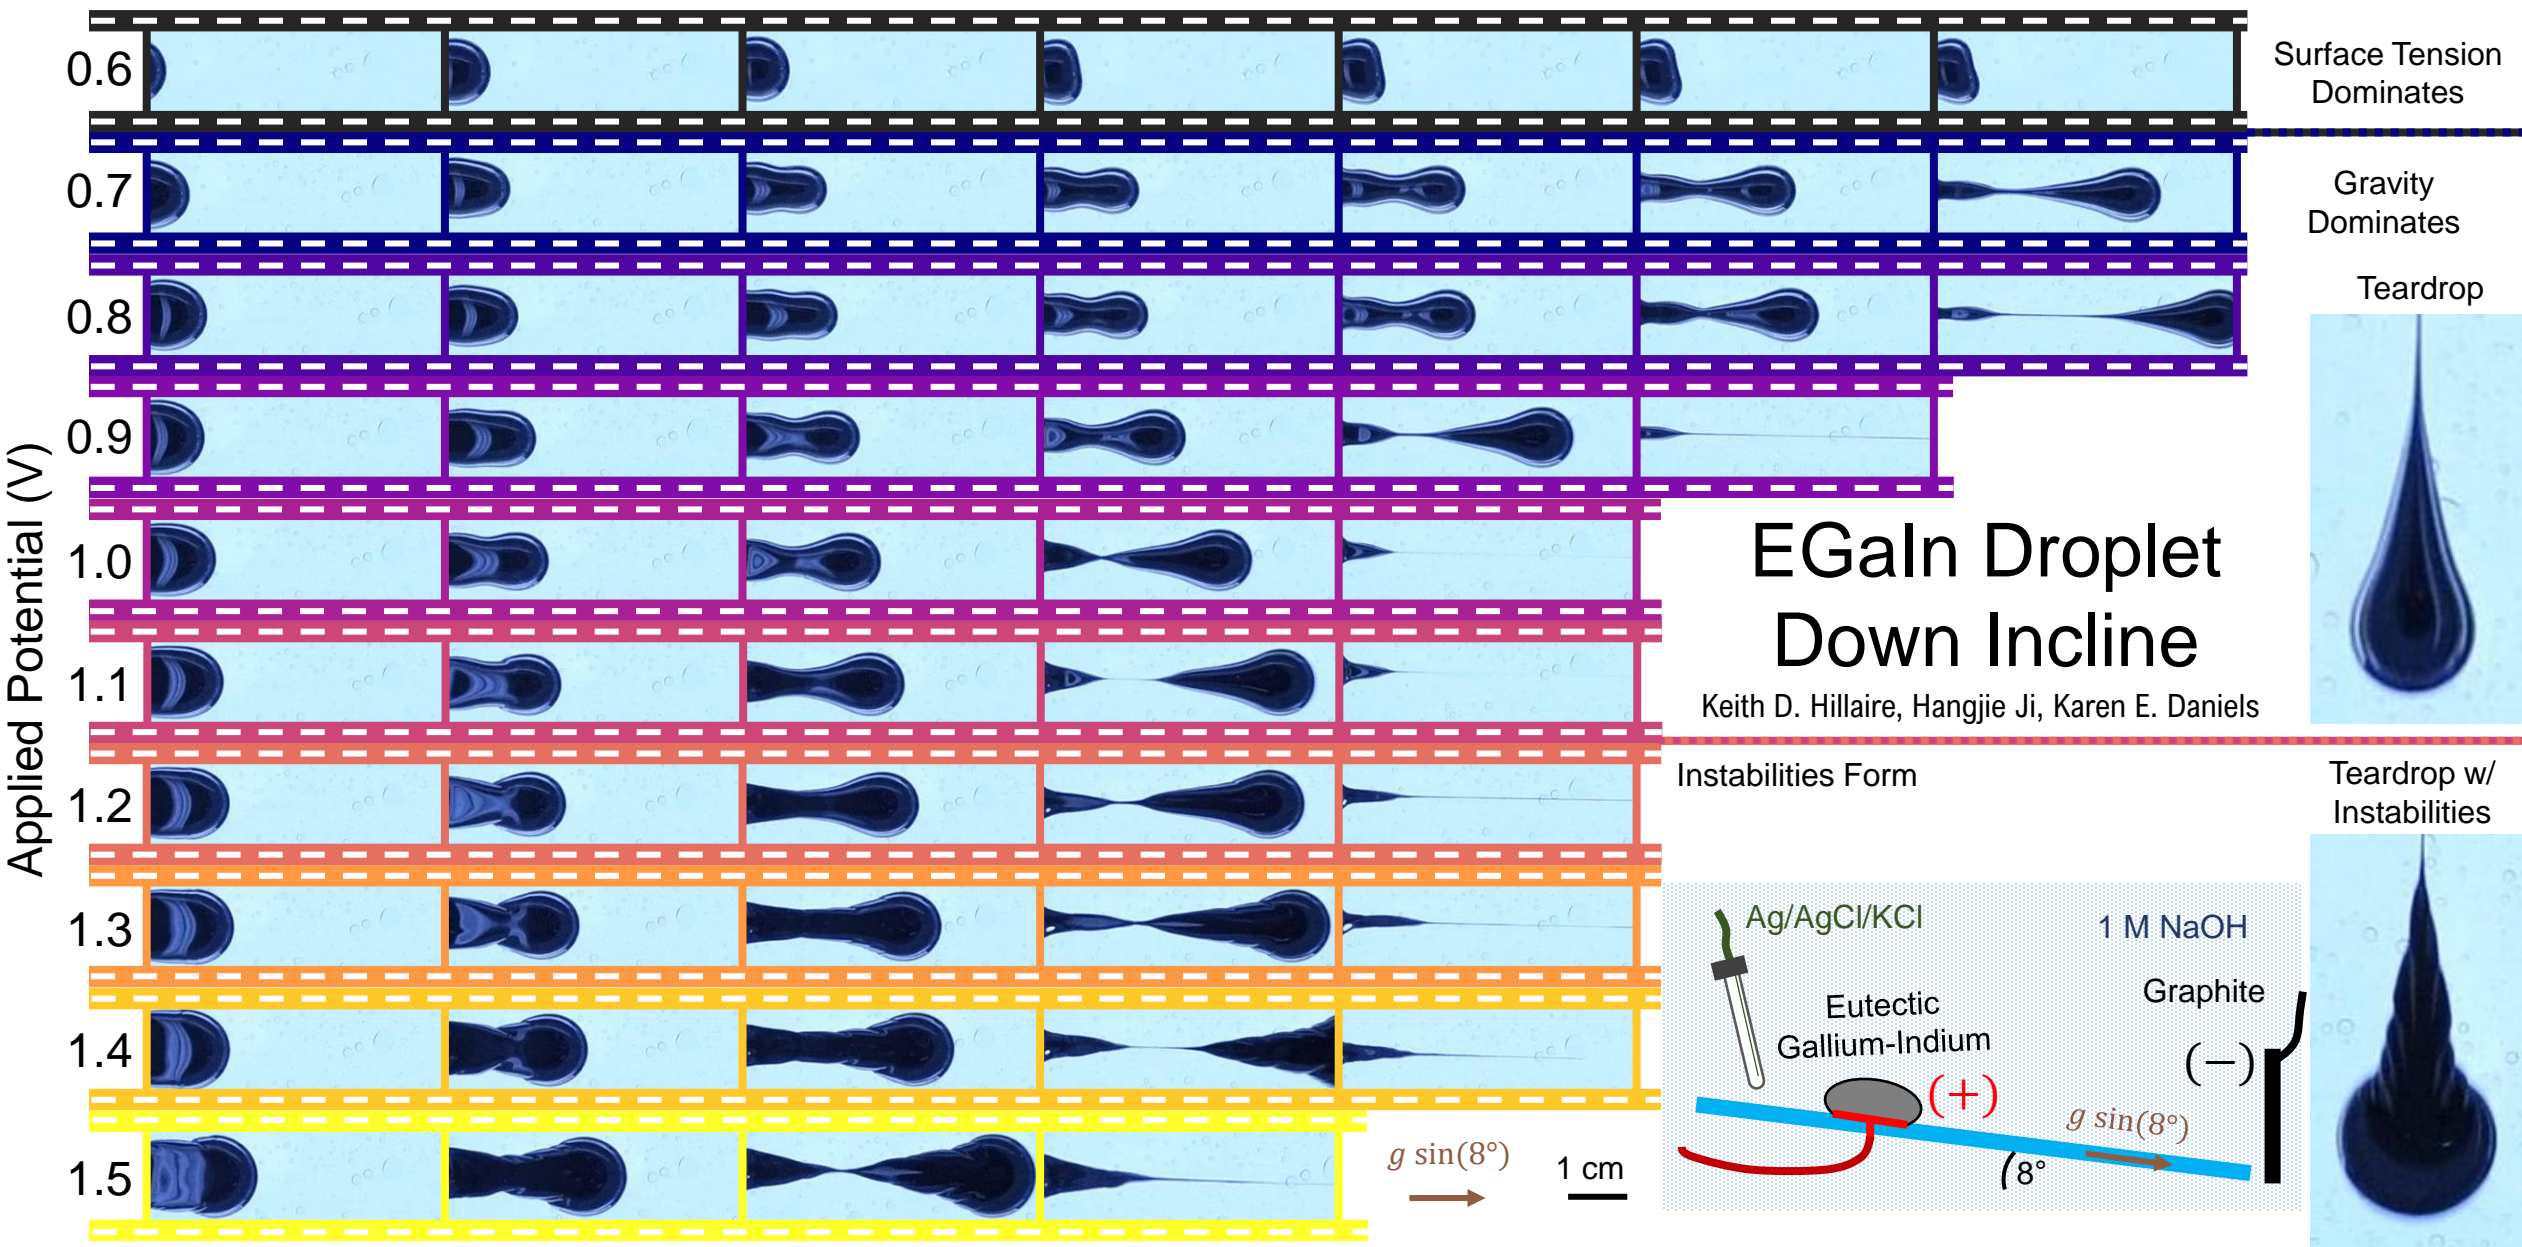 Applied Potential (V)
0.6
0.7
0.8
0.9
1.0
1.1
1.2
1.3
1.4
1.5
Surface Tension
Dominates
Gravity
Dominates
Teardrop
EGaIn Droplet
Down Incline
Keith D. Hillaire, Hangjie Ji, Karen E. Daniels
Instabilities Form
Teardrop w/
Instabilities
Ag/AgCl/KCl
1 M NaOH
Graphite
(−)
Eutectic
Gallium-Indium
(+)
g sin(8°)
8°
g sin(8°)
1 cm